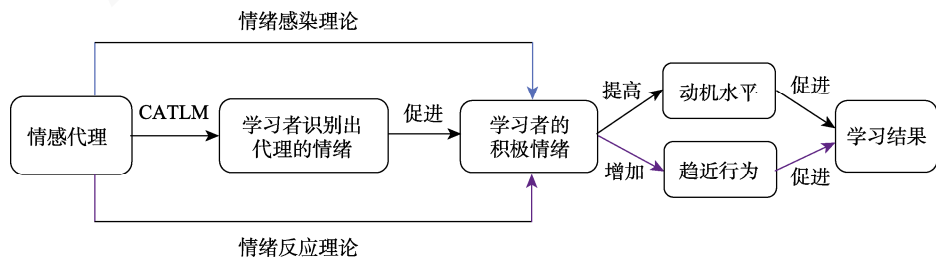 情绪感染理论
情感代理
CATLM
学习者识别出
代理的情绪
促进
学习者的
积极情绪
提高
动机水平
促进
增加
趋近行为
促进
学习结果
情绪反应理论